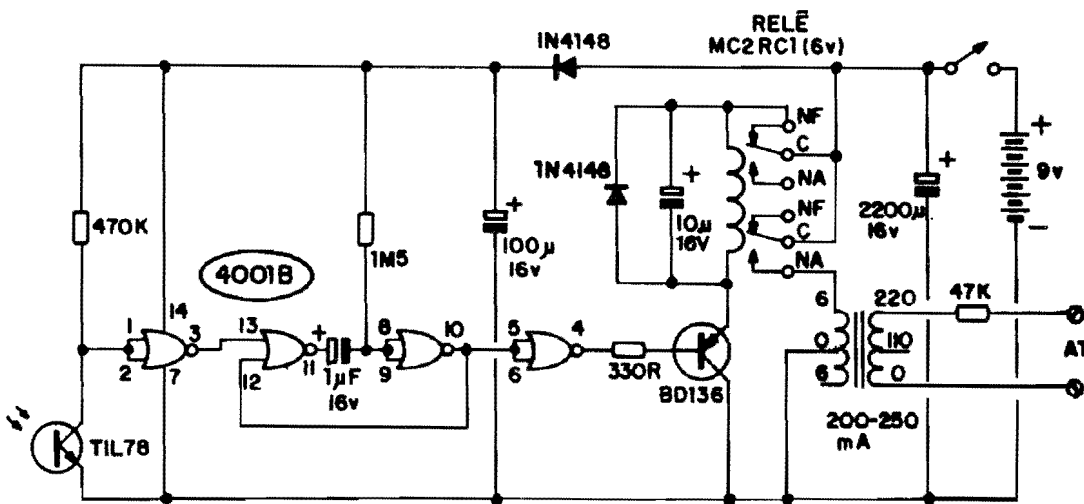 RELĒ
MC2RC1(6v)
1N4148
NF
C
NA
NF
C
NA
1N4148
+
10µ
16V
+
2200µ
16v
+
9v
−
470K
1M5
+
100µ
16v
4001B
1
2
14
3
7
13
12
11
+
1µF
16v
8
9
10
5
6
4
330R
BD136
6
0
6
220
110
0
47K
AT
200-250
mA
TIL78